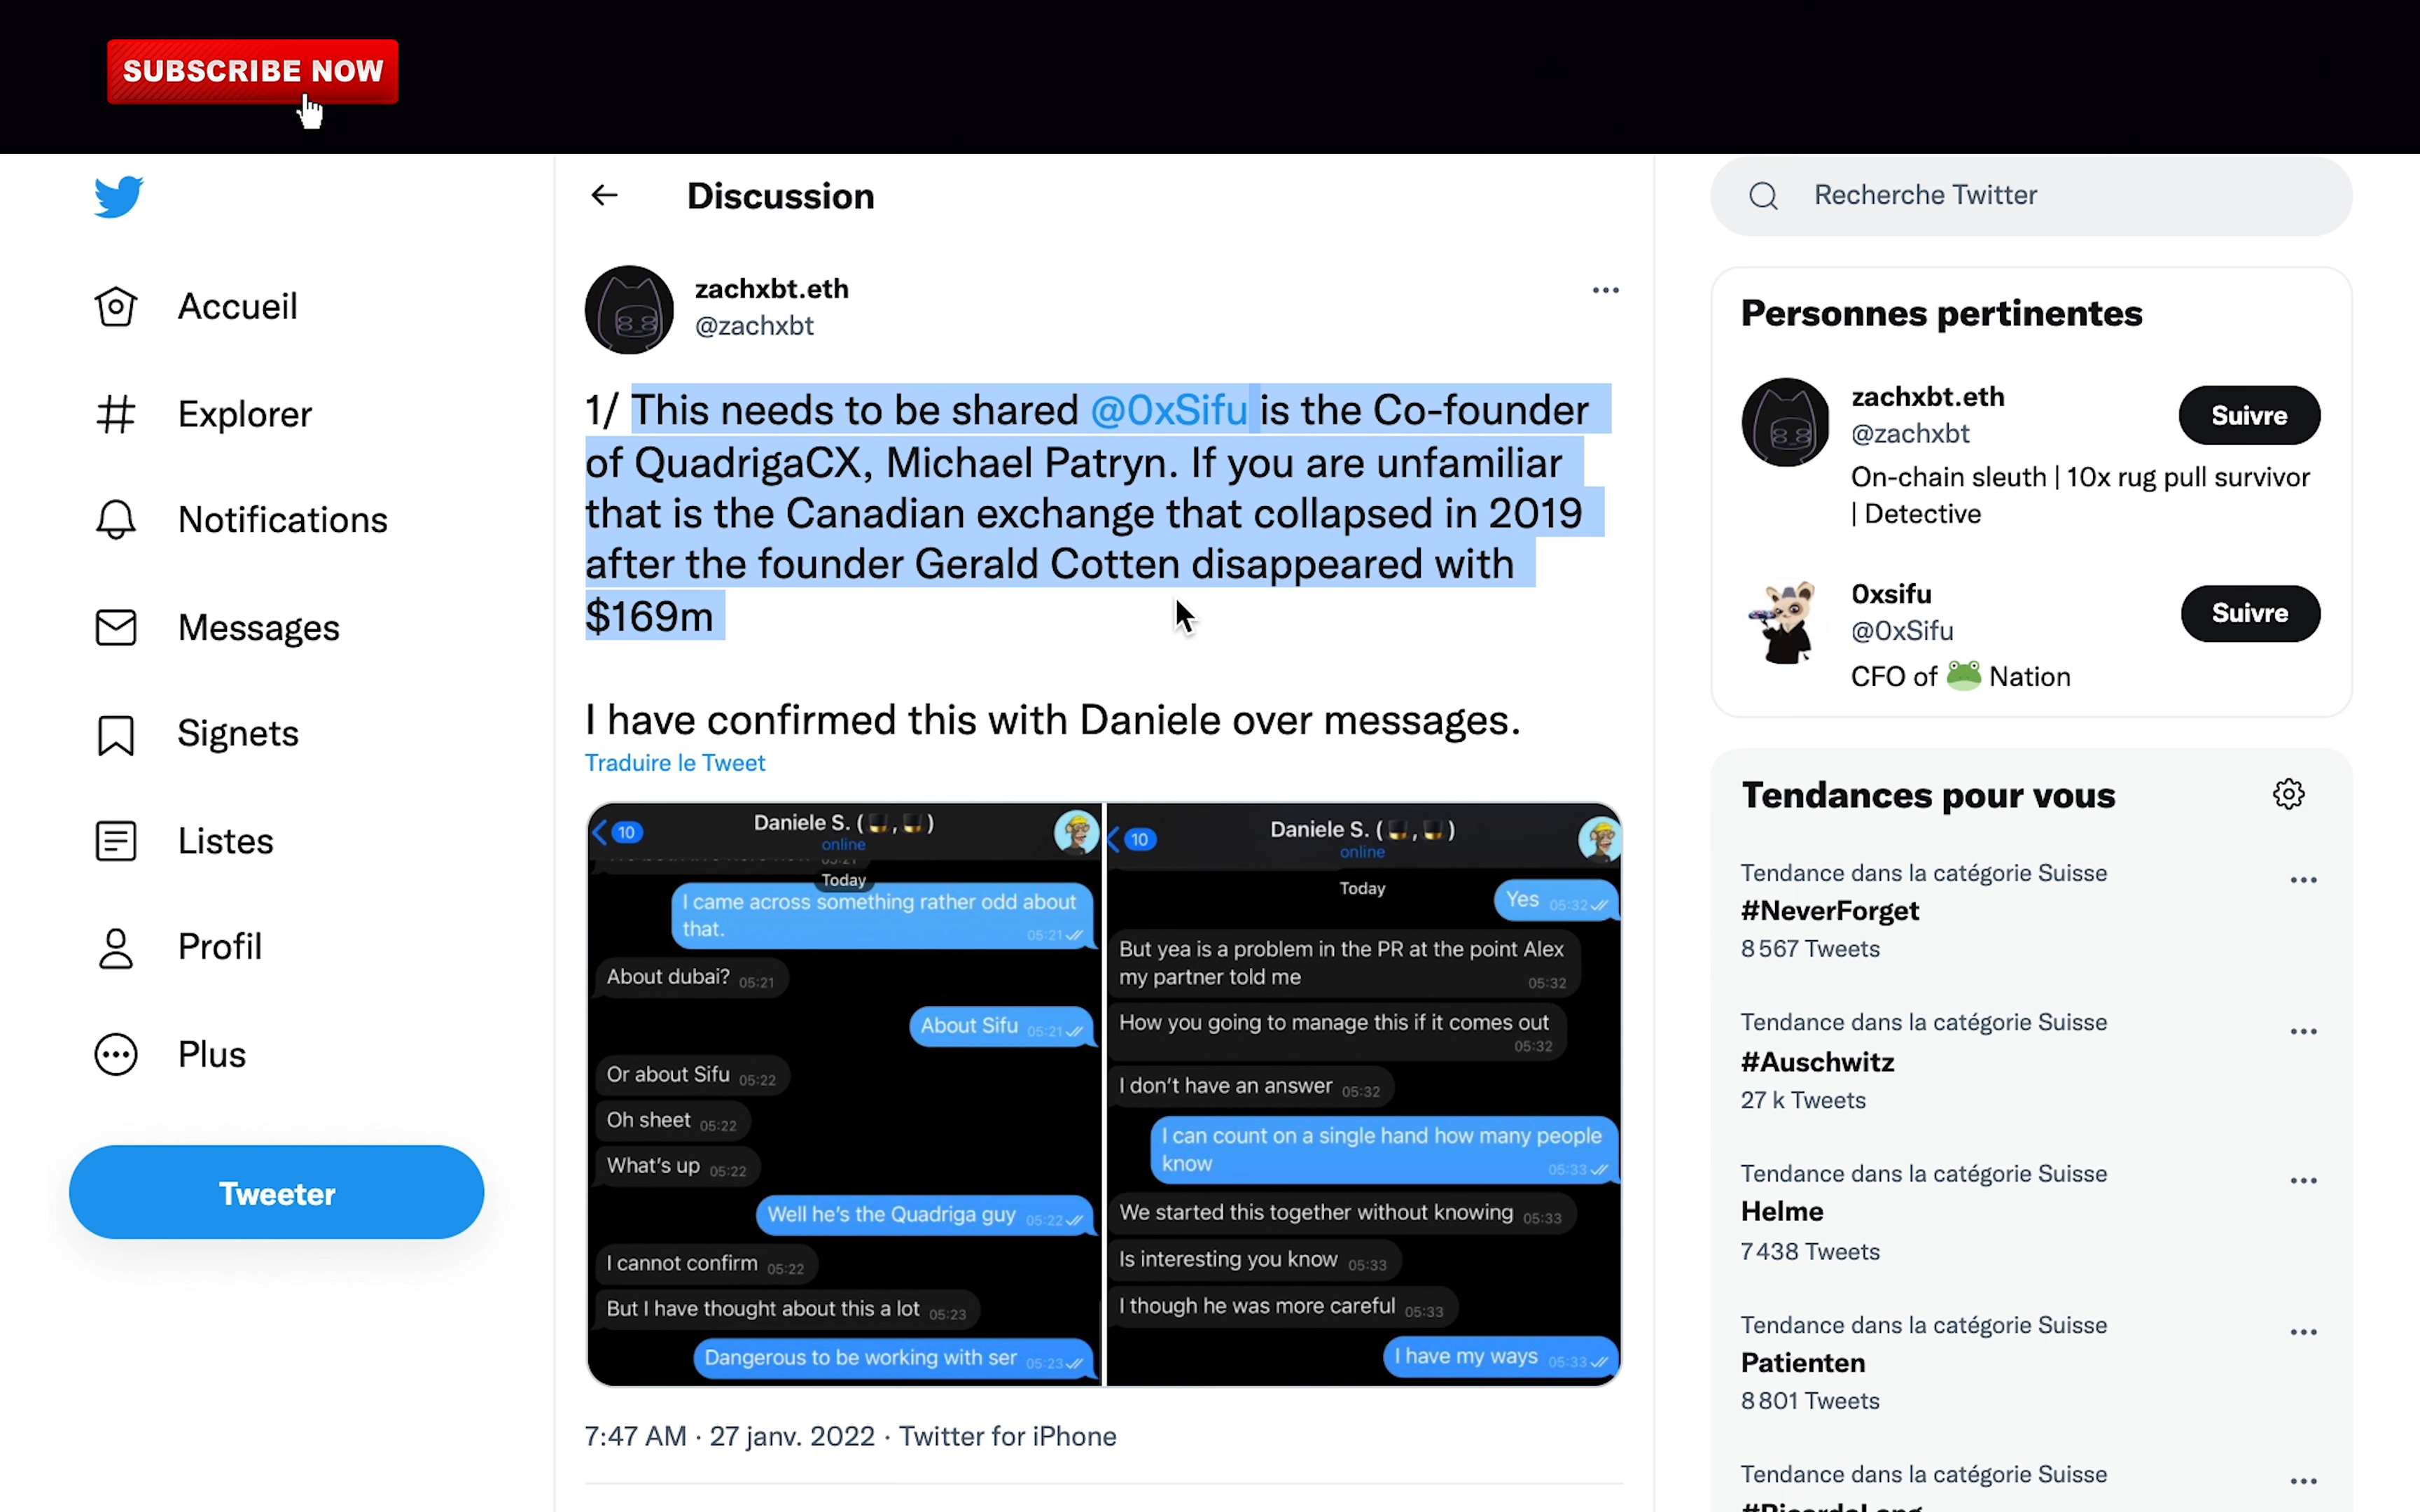 SUBSCRIBE NOW
Accueil
Explorer
Notifications
Messages
Signets
Listes
Profil
Plus
Tweeter
Discussion
zachxbt.eth
@zachxbt
1/ This needs to be shared @0xSifu is the Co-founder
of QuadrigaCX, Michael Patryn. If you are unfamiliar
that is the Canadian exchange that collapsed in 2019
after the founder Gerald Cotten disappeared with
$169m
I have confirmed this with Daniele over messages.
Traduire le Tweet
10
Daniele S. ( , )
online
05:21
Today
I came across something rather odd about
that. 05:21
About dubai? 05:21
About Sifu 05:21
Or about Sifu 05:22
Oh sheet 05:22
What's up 05:22
Well he's the Quadriga guy 05:22
I cannot confirm 05:22
But I have thought about this a lot 05:23
Dangerous to be working with ser 05:23
10
Daniele S. ( , )
online
Today
Yes 05:32
But yea is a problem in the PR at the point Alex
my partner told me 05:32
How you going to manage this if it comes out
05:32
I don't have an answer 05:32
I can count on a single hand how many people
know 05:33
We started this together without knowing 05:33
Is interesting you know 05:33
I though he was more careful 05:33
I have my ways 05:33
7:47 AM · 27 janv. 2022 · Twitter for iPhone
Recherche Twitter
Personnes pertinentes
zachxbt.eth
@zachxbt
Suivre
On-chain sleuth | 10x rug pull survivor
| Detective
0xsifu
@0xSifu
Suivre
CFO of 🐸 Nation
Tendances pour vous
Tendance dans la catégorie Suisse
#NeverForget
8 567 Tweets
Tendance dans la catégorie Suisse
#Auschwitz
27 k Tweets
Tendance dans la catégorie Suisse
Helme
7 438 Tweets
Tendance dans la catégorie Suisse
Patienten
8 801 Tweets
Tendance dans la catégorie Suisse